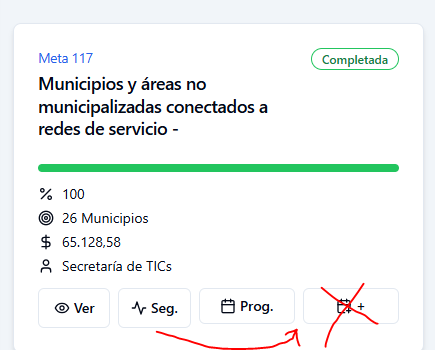 Meta 117
Completada
Municipios y áreas no
municipalizadas conectados a
redes de servicio -
100
26 Municipios
65.128,58
Secretaría de TICs
Ver
Seg.
Prog.
+